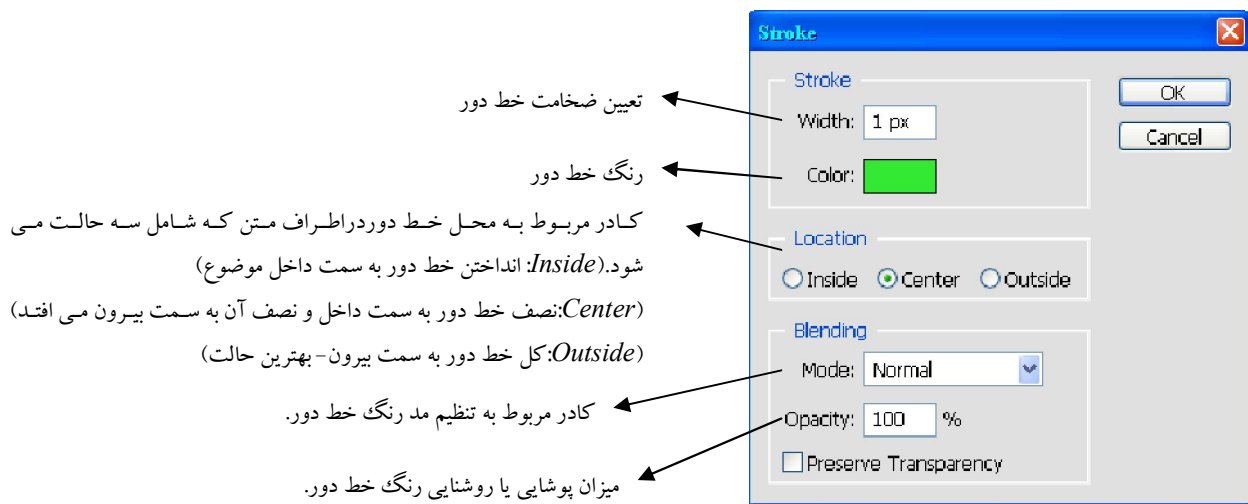 Stroke
Stroke
Width: 1 px
Color:
OK
Cancel
Location
Inside Center Outside
Blending
Mode: Normal
Opacity: 100 %
Preserve Transparency
تعیین ضخامت خط دور
رنگ خط دور
کادر مربوط به محل خط دوردراطراف متن که شامل سه حالت می
شود.(Inside: انداختن خط دور به سمت داخل موضوع)
(Center:نصف خط دور به سمت داخل و نصف آن به سمت بیرون می افتد)
(Outside:کل خط دور به سمت بیرون-بهترین حالت)
کادر مربوط به تنظیم مد رنگ خط دور.
میزان پوشایی یا روشنایی رنگ خط دور.